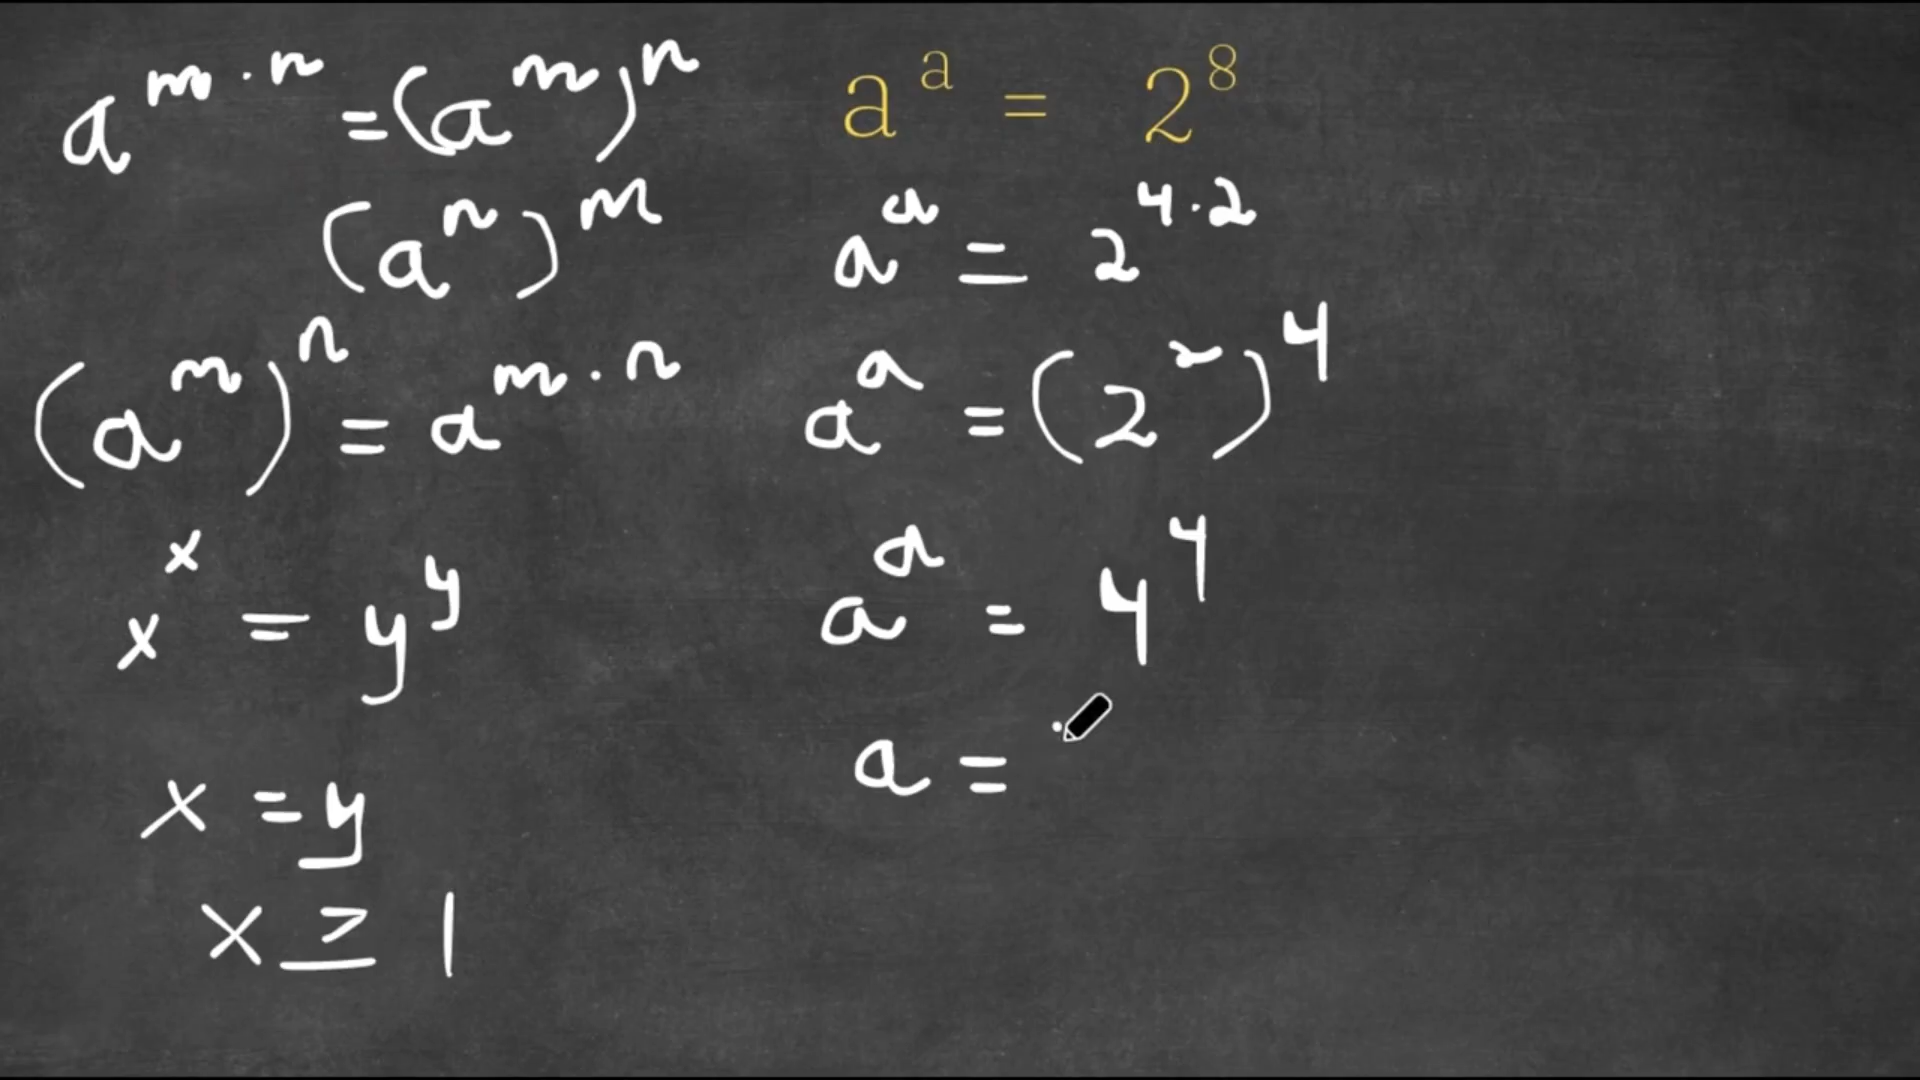 a^{m·n} = (a^m)^n
(a^n)^m
(a^m)^n = a^{m·n}
x^x = y^y
x = y
x ≥ 1
a^a = 2^8
a^a = 2^{4·2}
a^a = (2^2)^4
a^a = 4^4
a =